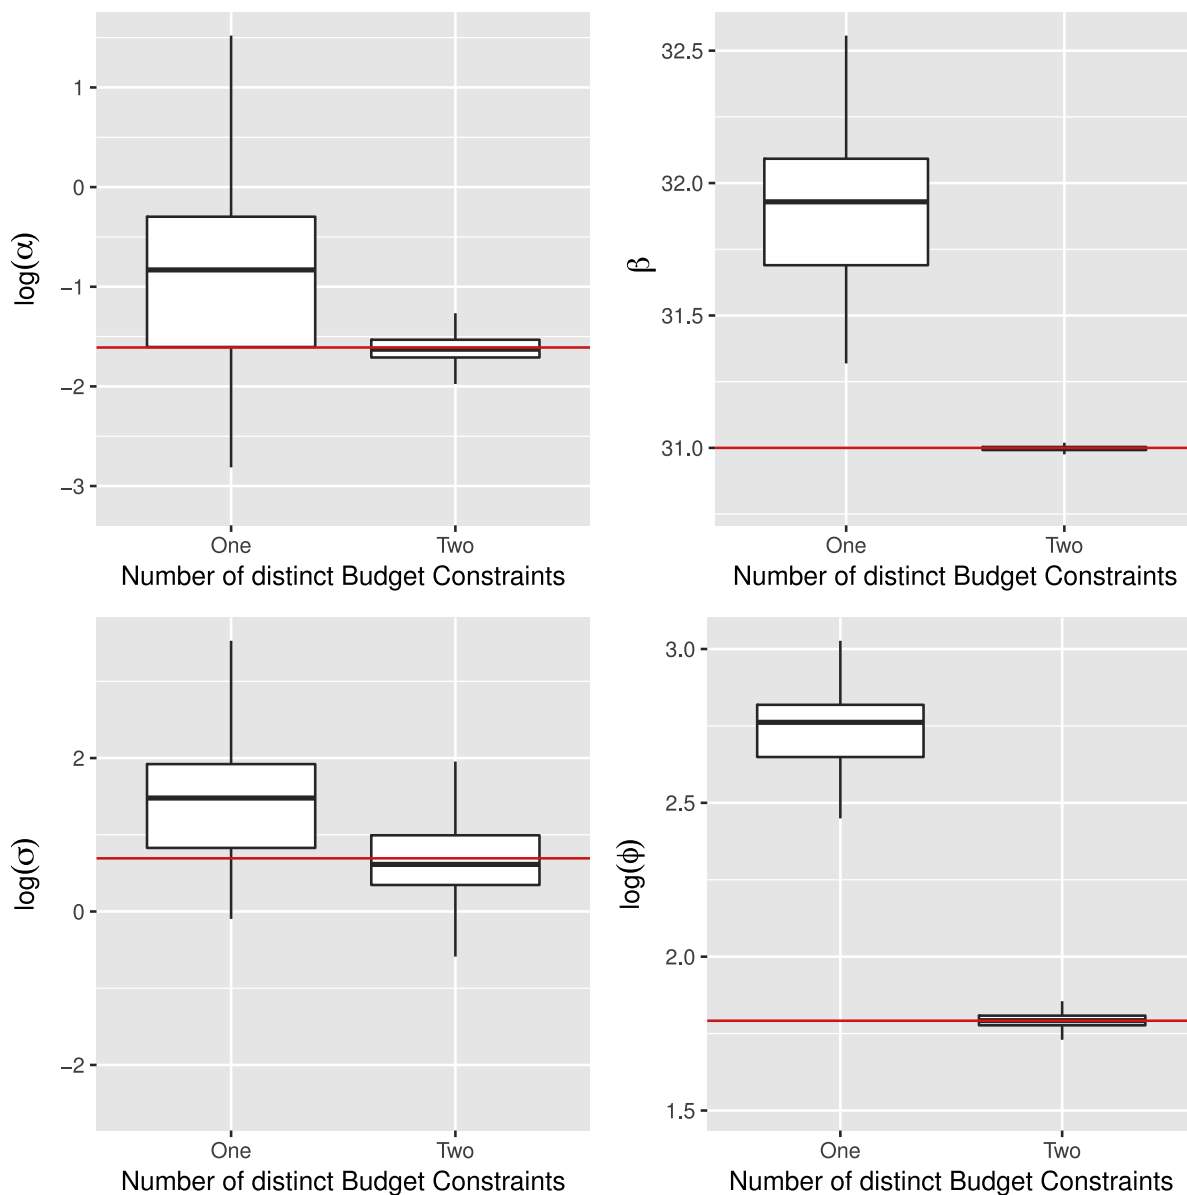 log(α)
1
0
−1
−2
−3
One Two
Number of distinct Budget Constraints
β
32.5
32.0
31.5
31.0
One Two
Number of distinct Budget Constraints
log(σ)
2
0
−2
One Two
Number of distinct Budget Constraints
log(ϕ)
3.0
2.5
2.0
1.5
One Two
Number of distinct Budget Constraints